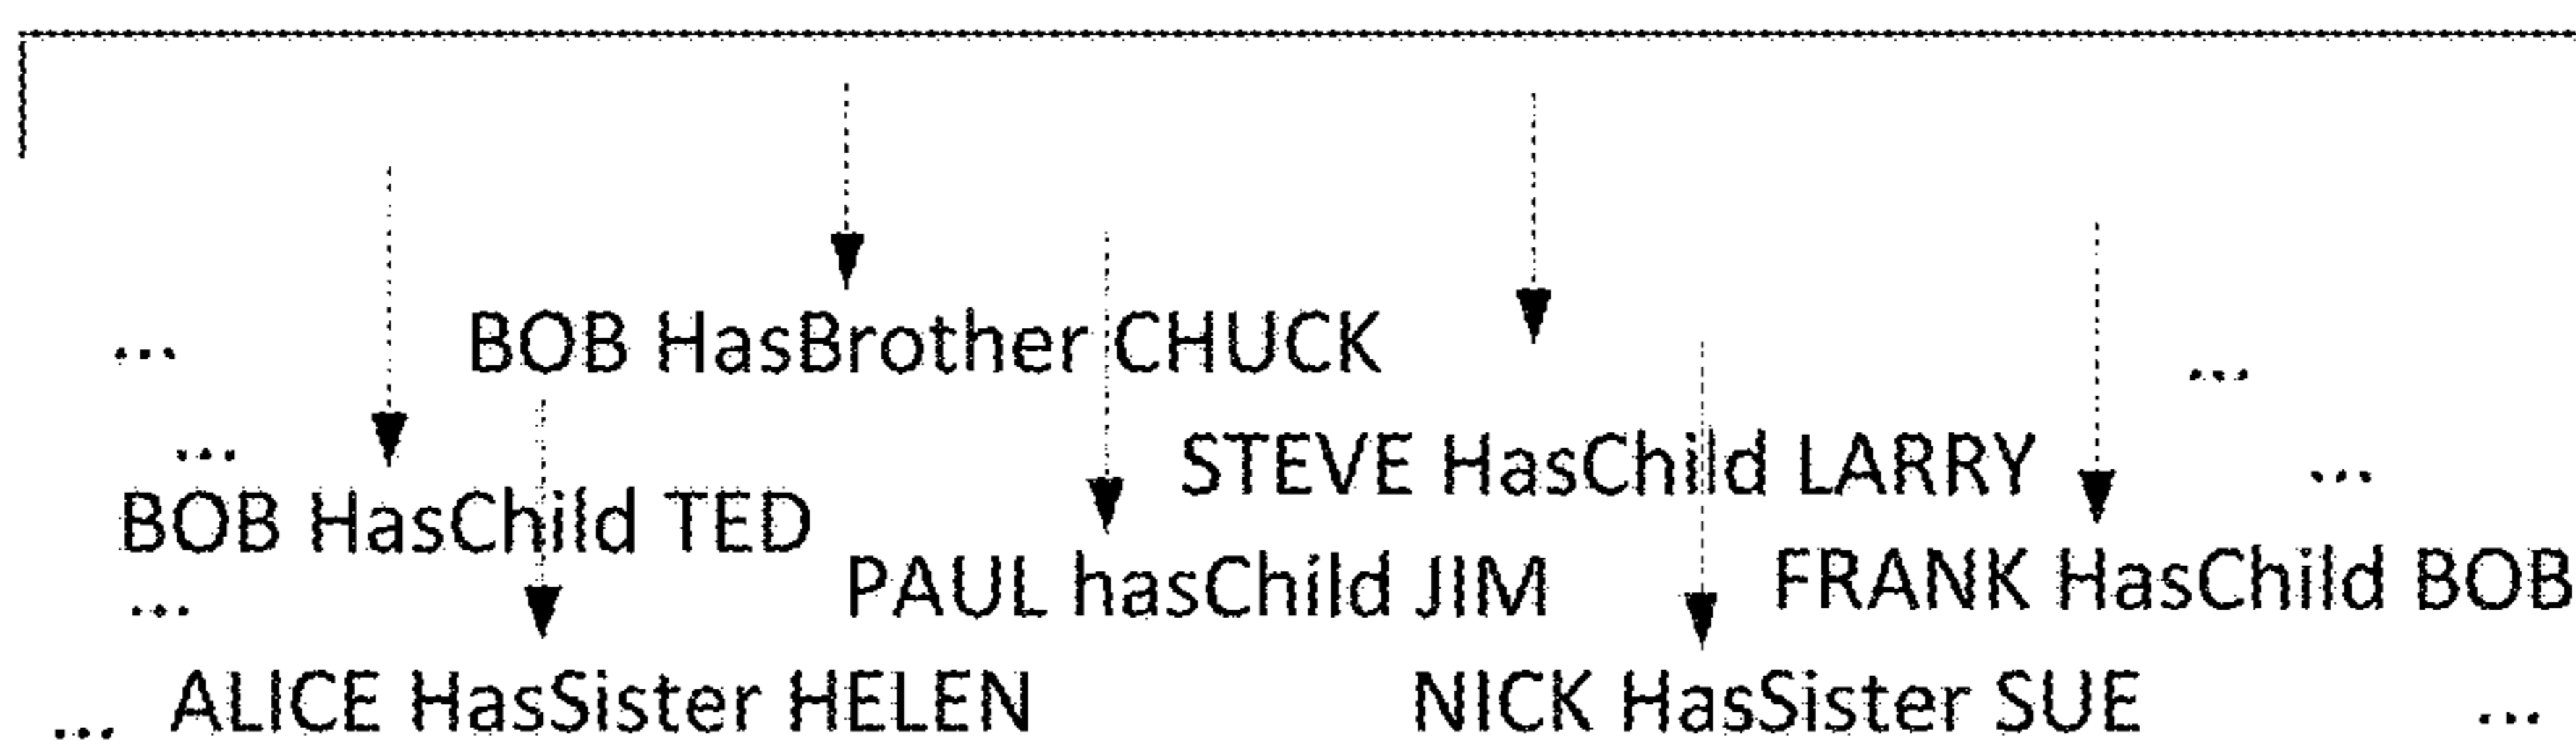 ... BOB HasBrother CHUCK ...
... STEVE HasChild LARRY ...
BOB HasChild TED
... PAUL hasChild JIM FRANK HasChild BOB
... ALICE HasSister HELEN NICK HasSister SUE ...